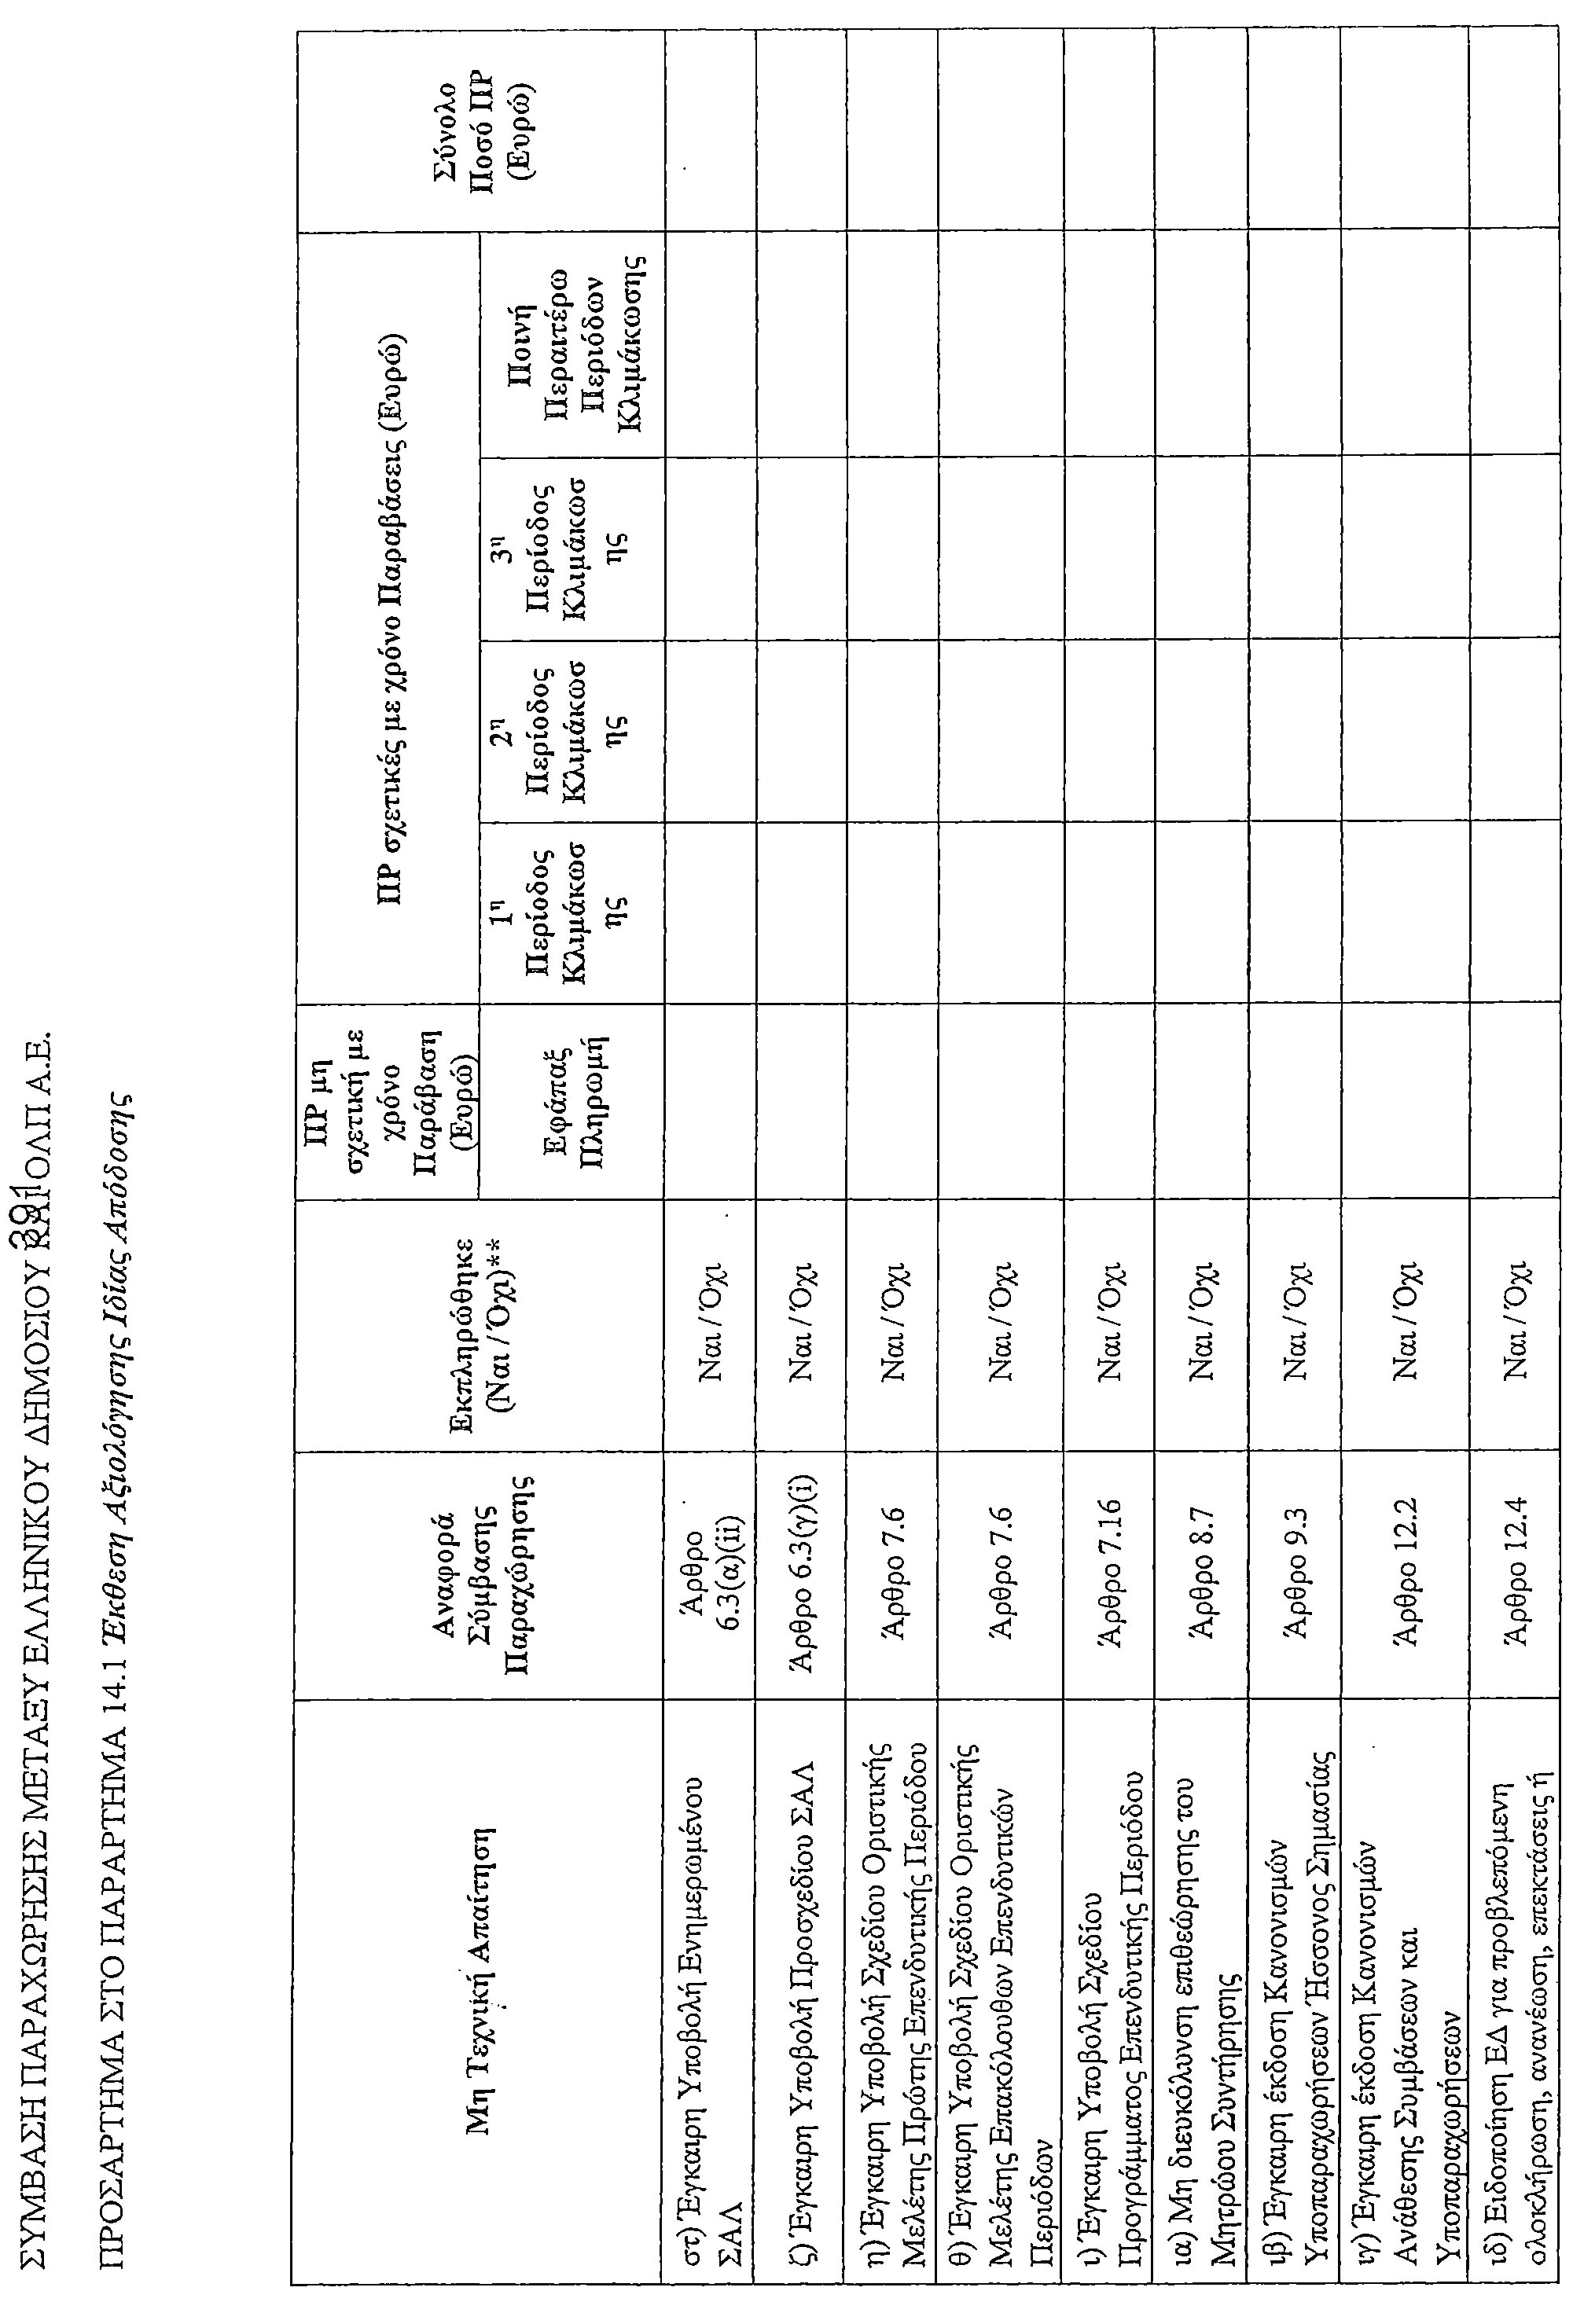 ΣΥΜΒΑΣΗ ΠΑΡΑΧΩΡΗΣΗΣ ΜΕΤΑΞΥ ΕΛΛΗΝΙΚΟΥ ΔΗΜΟΣΙΟΥ ΚΑΙ ΟΛΠ Α.Ε.
391
ΠΡΟΣΑΡΤΗΜΑ ΣΤΟ ΠΑΡΑΡΤΗΜΑ 14.1 Έκθεση Αξιολόγησης Ιδίας Απόδοσης
Μη Τεχνική Απαίτηση
Αναφορά
Σύμβασης
Παραχώρησης
Εκπληρώθηκε
(Ναι / Όχι)**
ΠΡ μη
σχετική με
χρόνο
Παράβαση
(Ευρώ)
ΠΡ σχετικές με χρόνο Παραβάσεις (Ευρώ)
Σύνολο
Ποσό ΠΡ
(Ευρώ)
Εφάπαξ
Πληρωμή
1η
Περίοδος
Κλιμάκωσ
ης
2η
Περίοδος
Κλιμάκωσ
ης
3η
Περίοδος
Κλιμάκωσ
ης
Ποινή
Περαιτέρω
Περιόδων
Κλιμάκωσης
στ) Έγκαιρη Υποβολή Ενημερωμένου
ΣΑΛ
Άρθρο
6.3(α)(ii)
Ναι / Όχι
ζ) Έγκαιρη Υποβολή Προσχεδίου ΣΑΛ
Άρθρο 6.3(γ)(i)
Ναι / Όχι
η) Έγκαιρη Υποβολή Σχεδίου Οριστικής
Μελέτης Πρώτης Επενδυτικής Περιόδου
Άρθρο 7.6
Ναι / Όχι
θ) Έγκαιρη Υποβολή Σχεδίου Οριστικής
Μελέτης Επακόλουθων Επενδυτικών
Περιόδων
Άρθρο 7.6
Ναι / Όχι
ι) Έγκαιρη Υποβολή Σχεδίου
Προγράμματος Επενδυτικής Περιόδου
Άρθρο 7.16
Ναι / Όχι
ια) Μη διευκόλυνση επιθεώρησης του
Μητρώου Συντήρησης
Άρθρο 8.7
Ναι / Όχι
ιβ) Έγκαιρη έκδοση Κανονισμών
Υποπαραχωρήσεων Ήσσονος Σημασίας
Άρθρο 9.3
Ναι / Όχι
ιγ) Έγκαιρη έκδοση Κανονισμών
Ανάθεσης Συμβάσεων και
Υποπαραχωρήσεων
Άρθρο 12.2
Ναι / Όχι
ιδ) Ειδοποίηση ΕΔ για προβλεπόμενη
ολοκλήρωση, ανανέωση, επεκτάσεις ή
Άρθρο 12.4
Ναι / Όχι